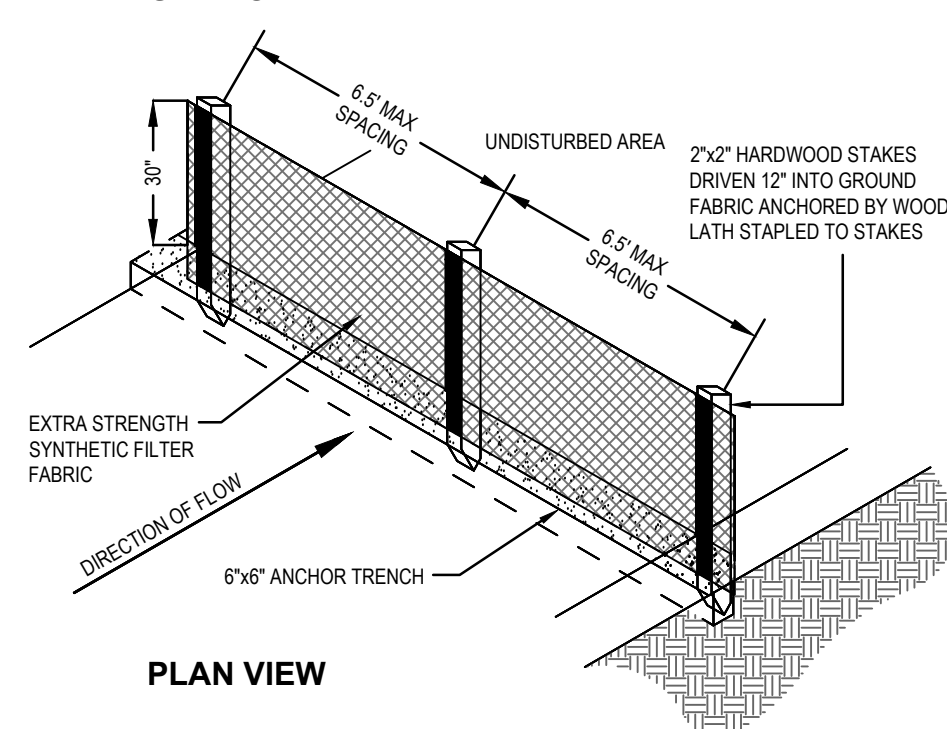 6.5' MAX
SPACING
UNDISTURBED AREA
2"x2" HARDWOOD STAKES
DRIVEN 12" INTO GROUND
FABRIC ANCHORED BY WOOD
LATH STAPLED TO STAKES
30"
6.5' MAX
SPACING
EXTRA STRENGTH
SYNTHETIC FILTER
FABRIC
DIRECTION OF FLOW
6"x6" ANCHOR TRENCH
PLAN VIEW